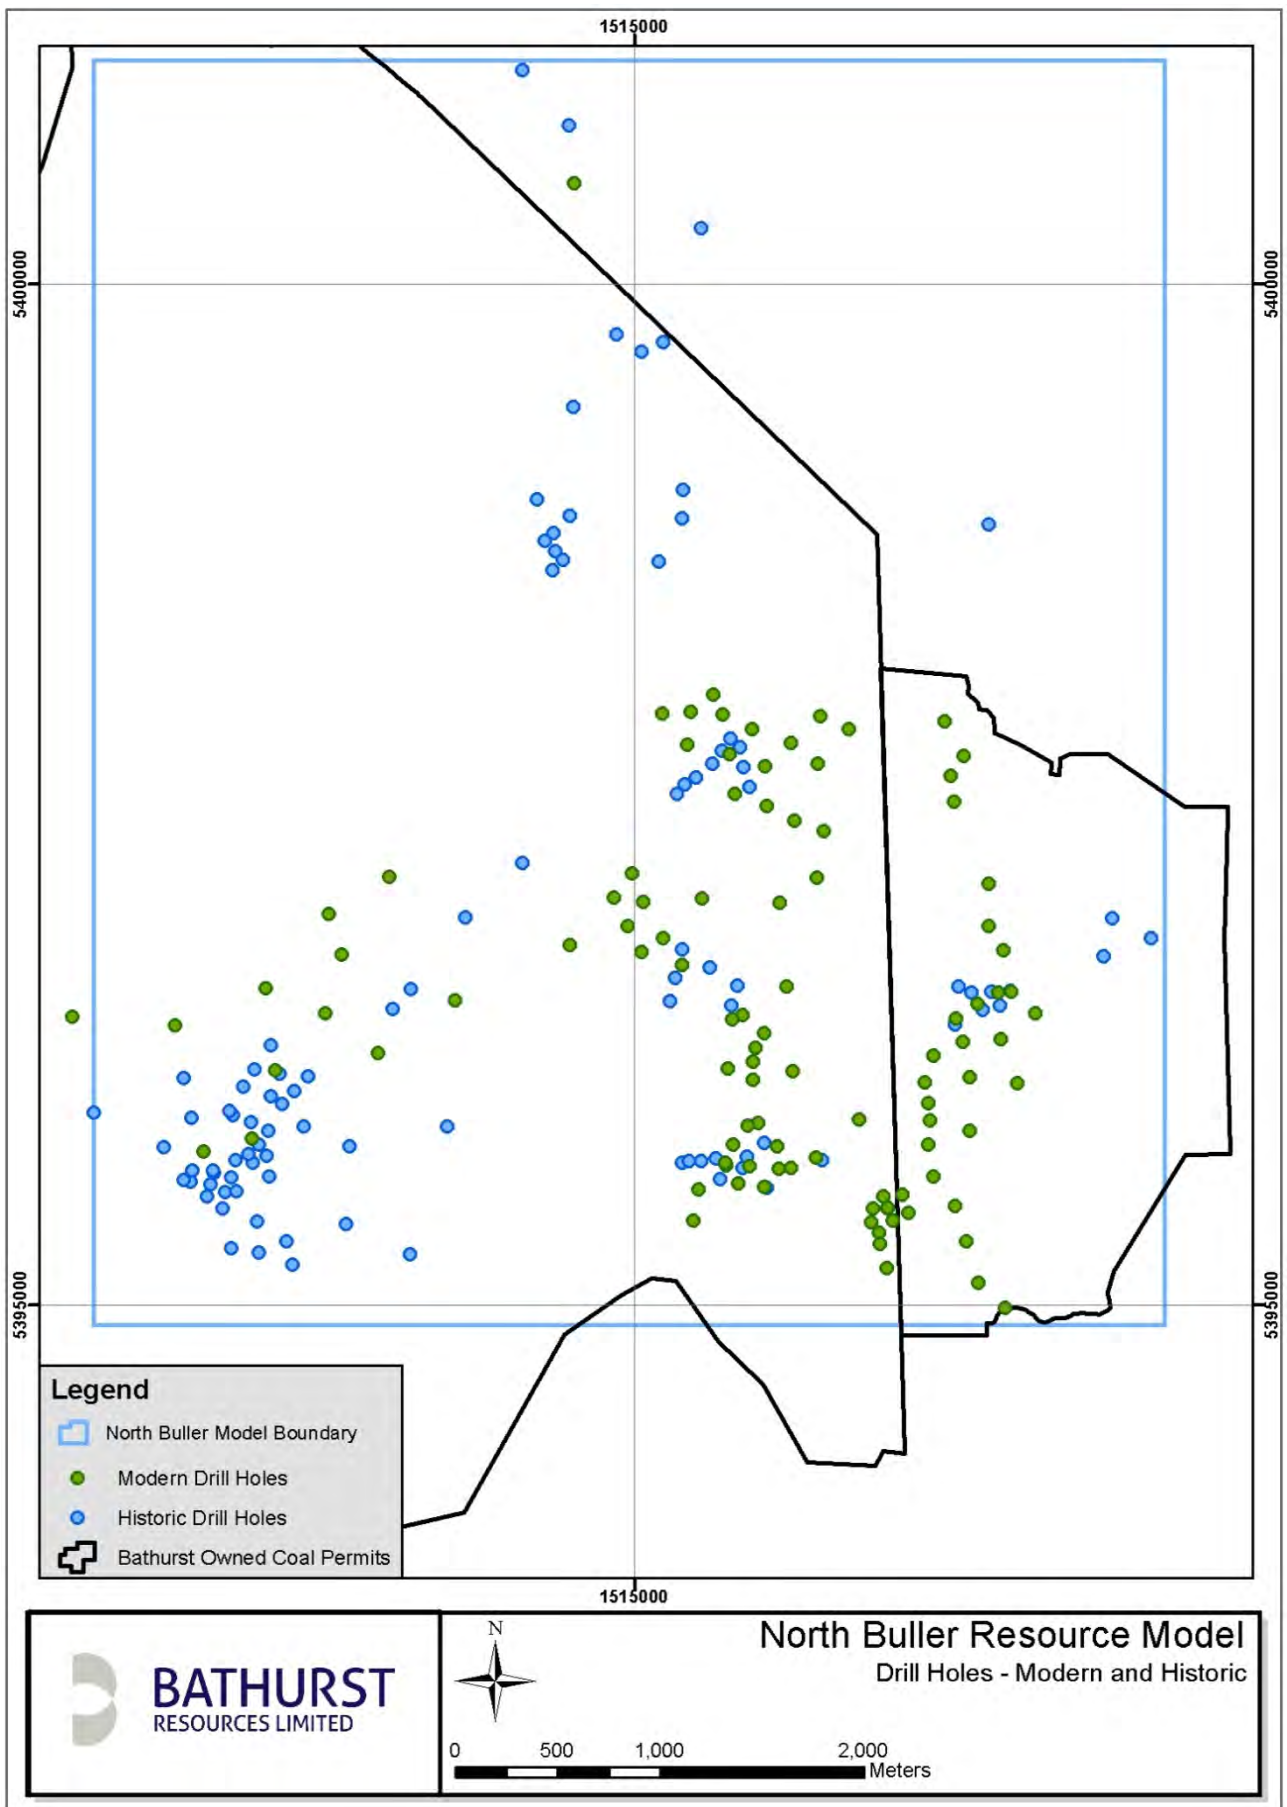 1515000
5400000
5400000
5395000
5395000
Legend
North Buller Model Boundary
Modern Drill Holes
Historic Drill Holes
Bathurst Owned Coal Permits
1515000
BATHURST
RESOURCES LIMITED
N
North Buller Resource Model
Drill Holes - Modern and Historic
0 500 1,000 2,000
Meters